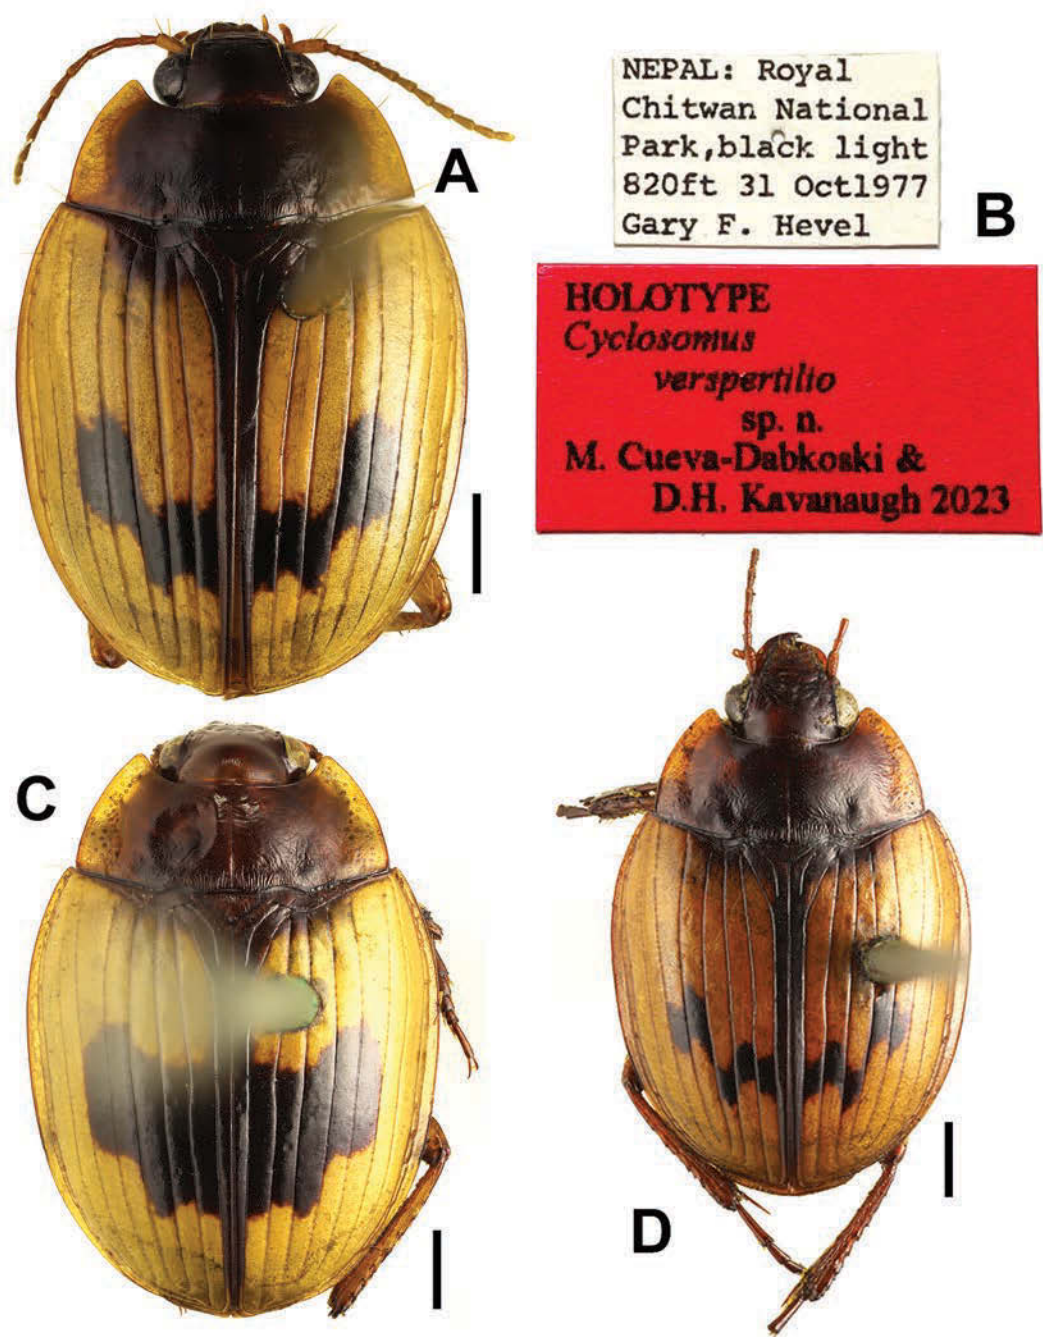 A
NEPAL: Royal
Chitwan National
Park,black light
820ft 31 Oct1977
Gary F. Hevel
B
HOLOTYPE
Cyclosomus
verspertilio
sp. n.
M. Cueva-Dabkoski &
D.H. Kavanaugh 2023
C
D